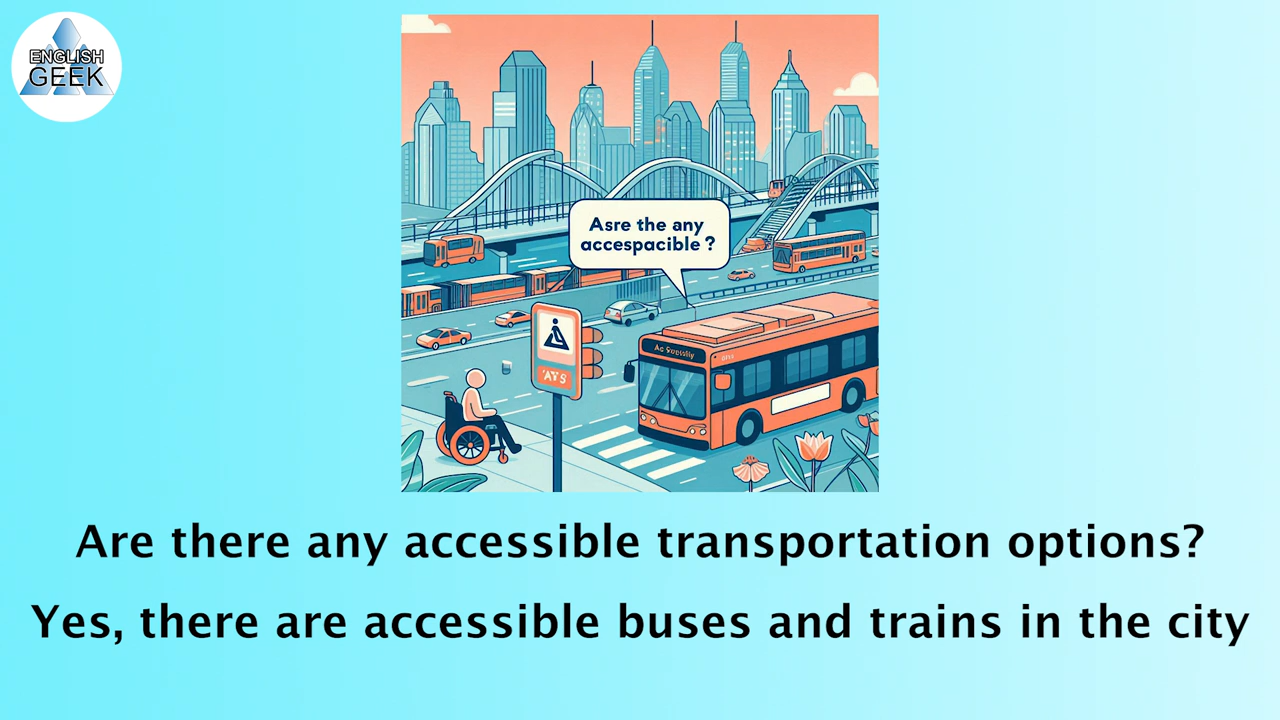 ENGLISH
GEEK
Asre the any
accespacible ?
'AT'S
Are there any accessible transportation options?
Yes, there are accessible buses and trains in the city